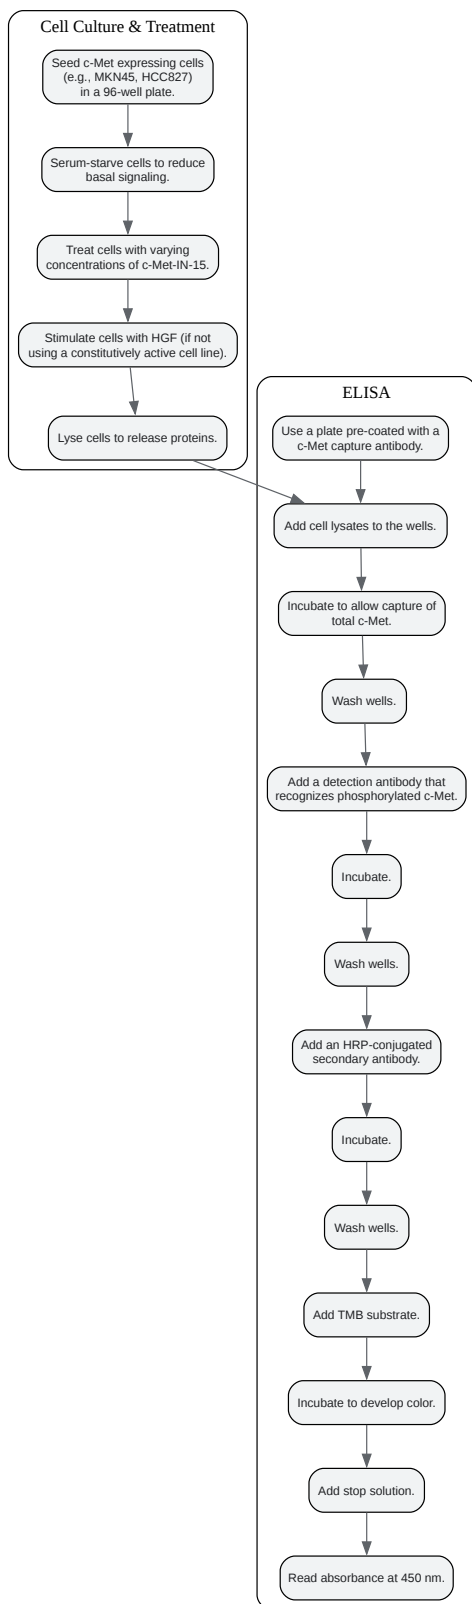 Cell Culture & Treatment
Seed c-Met expressing cells
(e.g., MKN45, HCC827)
in a 96-well plate.
Serum-starve cells to reduce
basal signaling.
Treat cells with varying
concentrations of c-Met-IN-15.
Stimulate cells with HGF (if not
using a constitutively active cell line).
Lyse cells to release proteins.
ELISA
Use a plate pre-coated with a
c-Met capture antibody.
Add cell lysates to the wells.
Incubate to allow capture of
total c-Met.
Wash wells.
Add a detection antibody that
recognizes phosphorylated c-Met.
Incubate.
Wash wells.
Add an HRP-conjugated
secondary antibody.
Incubate.
Wash wells.
Add TMB substrate.
Incubate to develop color.
Add stop solution.
Read absorbance at 450 nm.